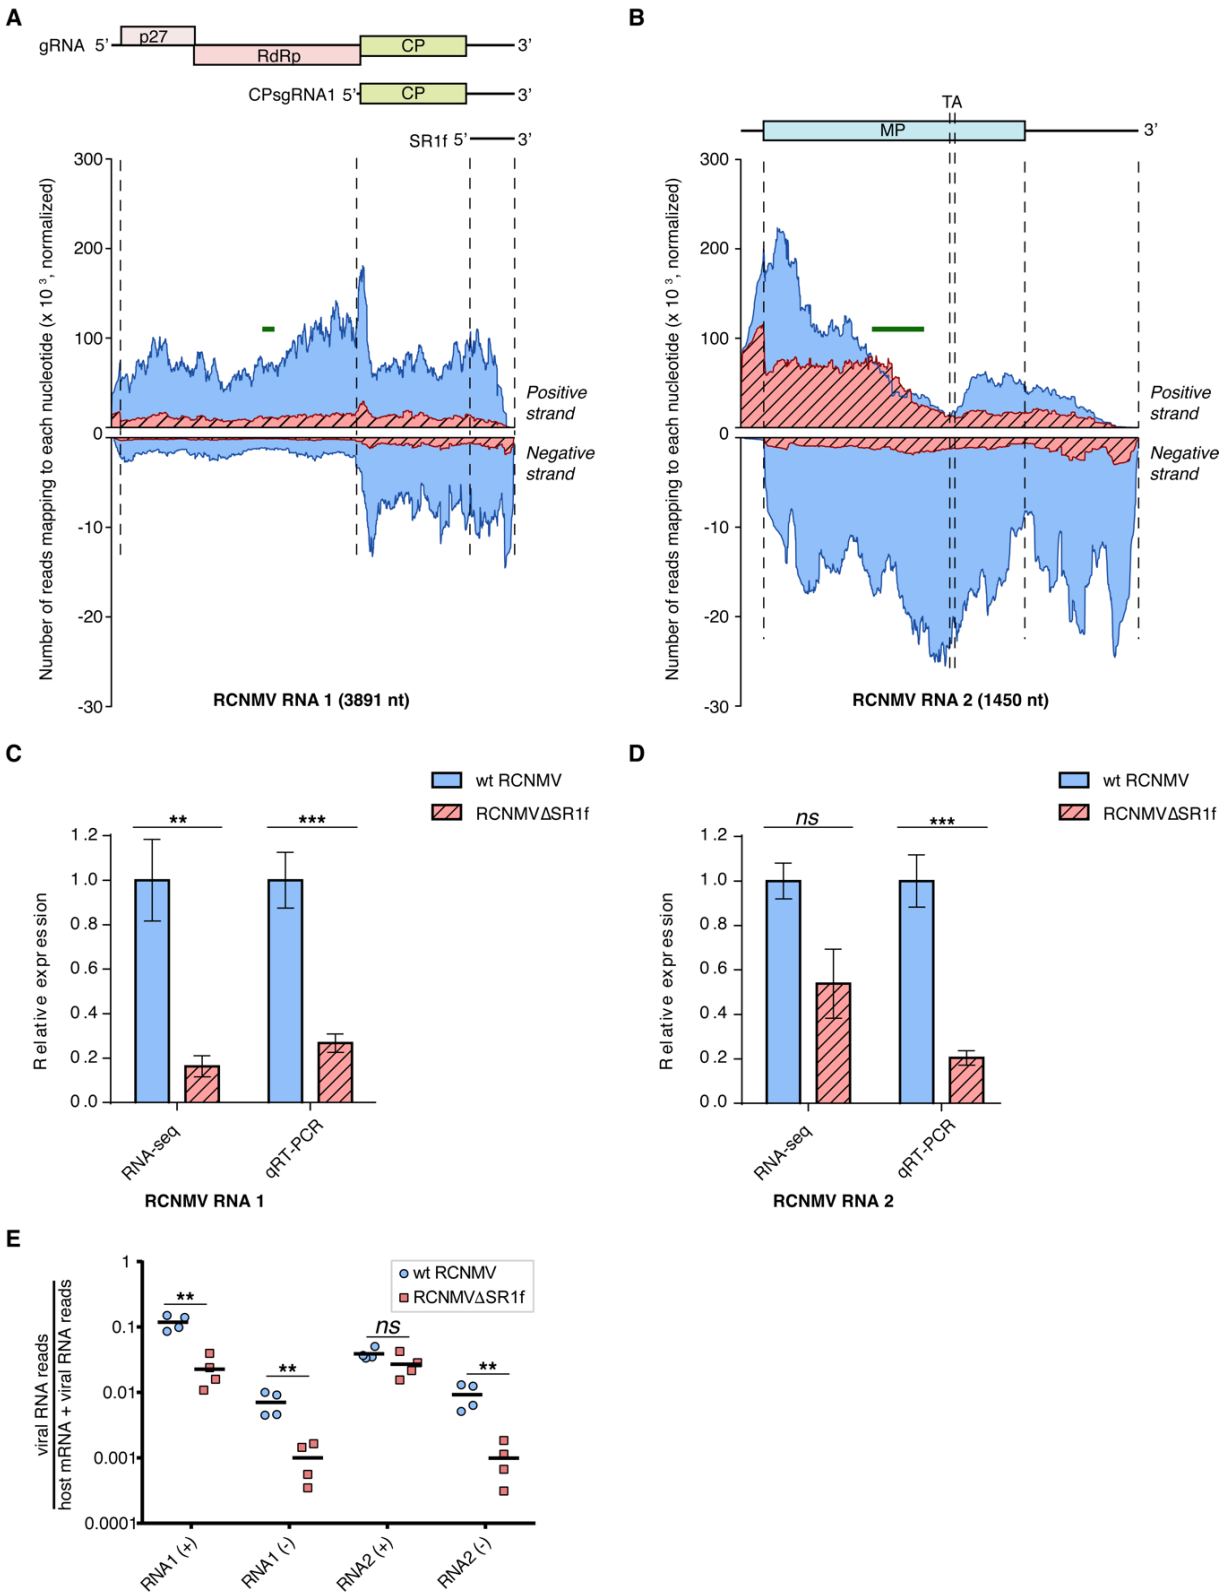 A
gRNA 5’ p27 RdRp CP 3’
CPsgRNA1 5’ CP 3’
SR1f 5’ 3’
Number of reads mapping to each nucleotide (x 10 3, normalized)
300
200
100
0
-10
-20
-30
Positive
strand
Negative
strand
RCNMV RNA 1 (3891 nt)
B
TA
MP 3’
Number of reads mapping to each nucleotide (x 10 3, normalized)
300
200
100
0
-10
-20
-30
Positive
strand
Negative
strand
RCNMV RNA 2 (1450 nt)
C
wt RCNMV
RCNMVΔSR1f
Relative expression
** ***
1.2
1.0
0.8
0.6
0.4
0.2
0.0
RNA-seq qRT-PCR
RCNMV RNA 1
D
wt RCNMV
RCNMVΔSR1f
Relative expression
ns ***
1.2
1.0
0.8
0.6
0.4
0.2
0.0
RNA-seq qRT-PCR
RCNMV RNA 2
E
viral RNA reads
host mRNA + viral RNA reads
1
0.1
0.01
0.001
0.0001
wt RCNMV
RCNMVΔSR1f
** ** ns **
RNA1 (+) RNA1 (-) RNA2 (+) RNA2 (-)